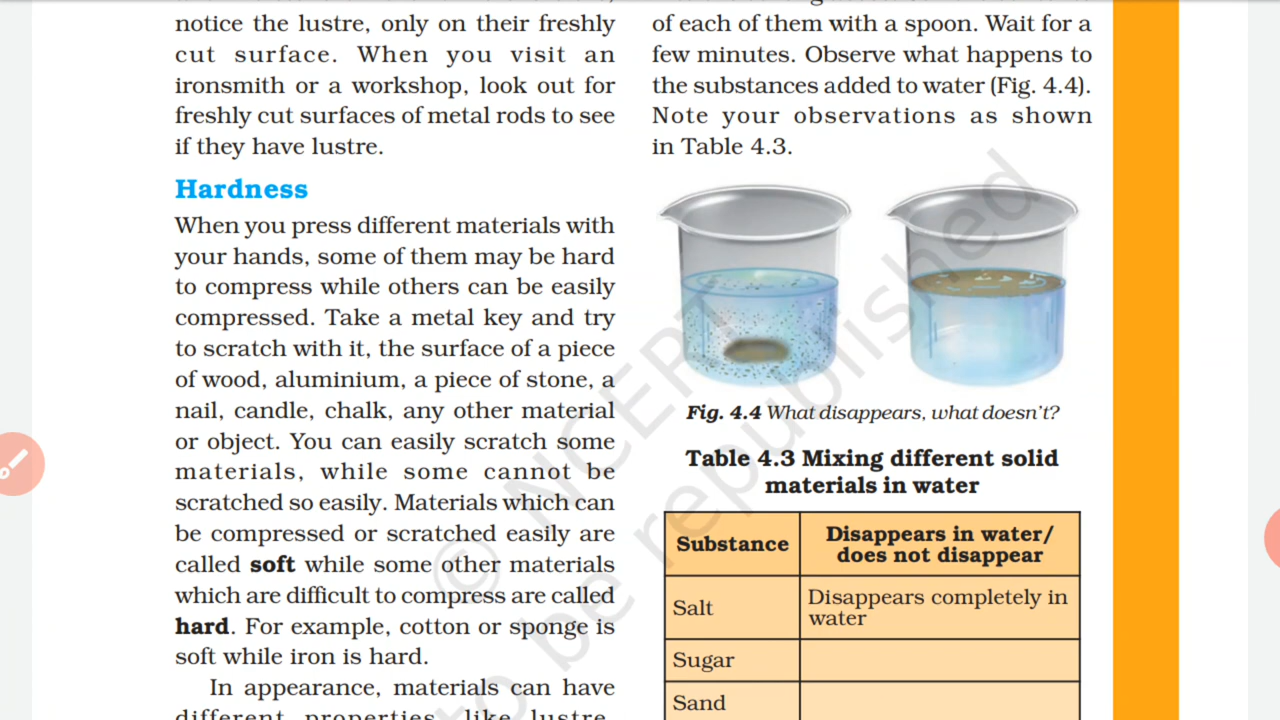 notice the lustre, only on their freshly
cut surface. When you visit an
ironsmith or a workshop, look out for
freshly cut surfaces of metal rods to see
if they have lustre.
Hardness
When you press different materials with
your hands, some of them may be hard
to compress while others can be easily
compressed. Take a metal key and try
to scratch with it, the surface of a piece
of wood, aluminium, a piece of stone, a
nail, candle, chalk, any other material
or object. You can easily scratch some
materials, while some cannot be
scratched so easily. Materials which can
be compressed or scratched easily are
called soft while some other materials
which are difficult to compress are called
hard. For example, cotton or sponge is
soft while iron is hard.
In appearance, materials can have
different properties, like lustre,
of each of them with a spoon. Wait for a
few minutes. Observe what happens to
the substances added to water (Fig. 4.4).
Note your observations as shown
in Table 4.3.
Fig. 4.4 What disappears, what doesn't?
Table 4.3 Mixing different solid
materials in water
Substance
Disappears in water/
does not disappear
Salt
Disappears completely in
water
Sugar
Sand
© NCERT
to be republished